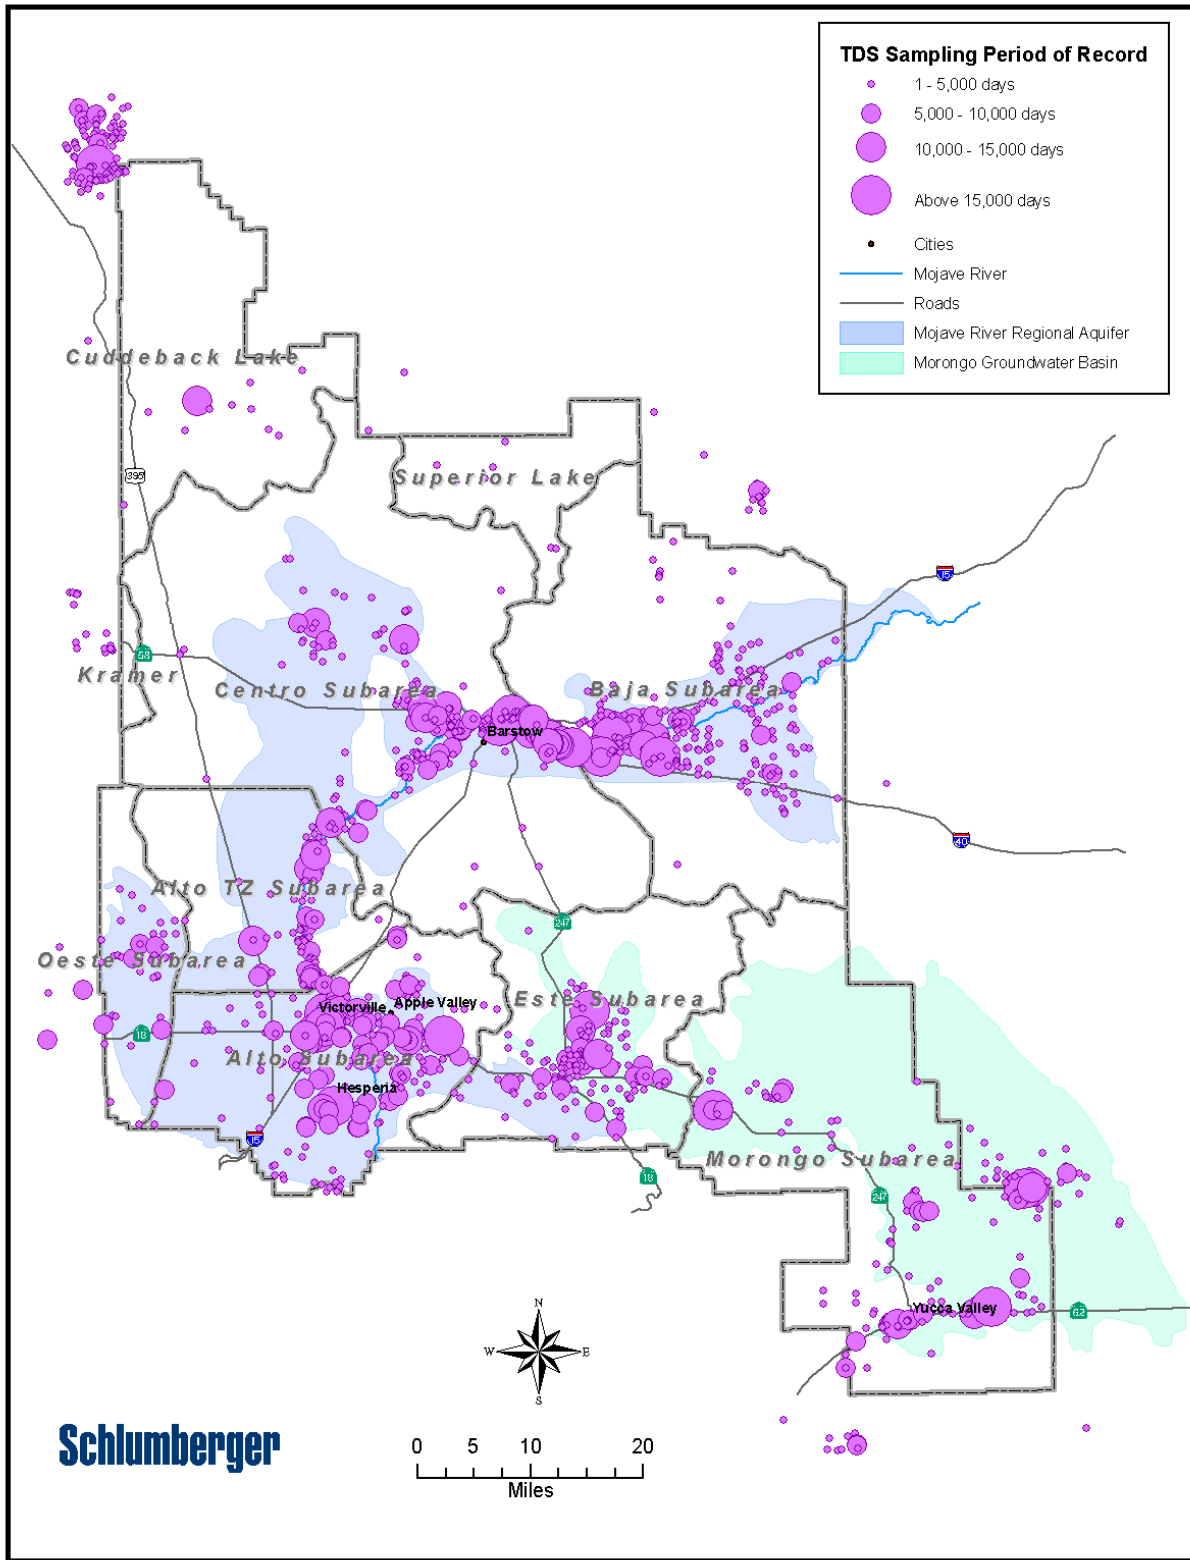 TDS Sampling Period of Record
1 - 5,000 days
5,000 - 10,000 days
10,000 - 15,000 days
Above 15,000 days
Cities
Mojave River
Roads
Mojave River Regional Aquifer
Morongo Groundwater Basin
Cuddeback Lake
395
Superior Lake
15
58
Kramer
Centro Subarea
Baja Subarea
Barstow
40
Alto TZ Subarea
247
Oeste Subarea
Este Subarea
Victorville
Apple Valley
18
Alto Subarea
Hesperia
15
Morongo Subarea
18
247
Yucca Valley
62
N
W
E
S
Schlumberger
0 5 10 20
Miles